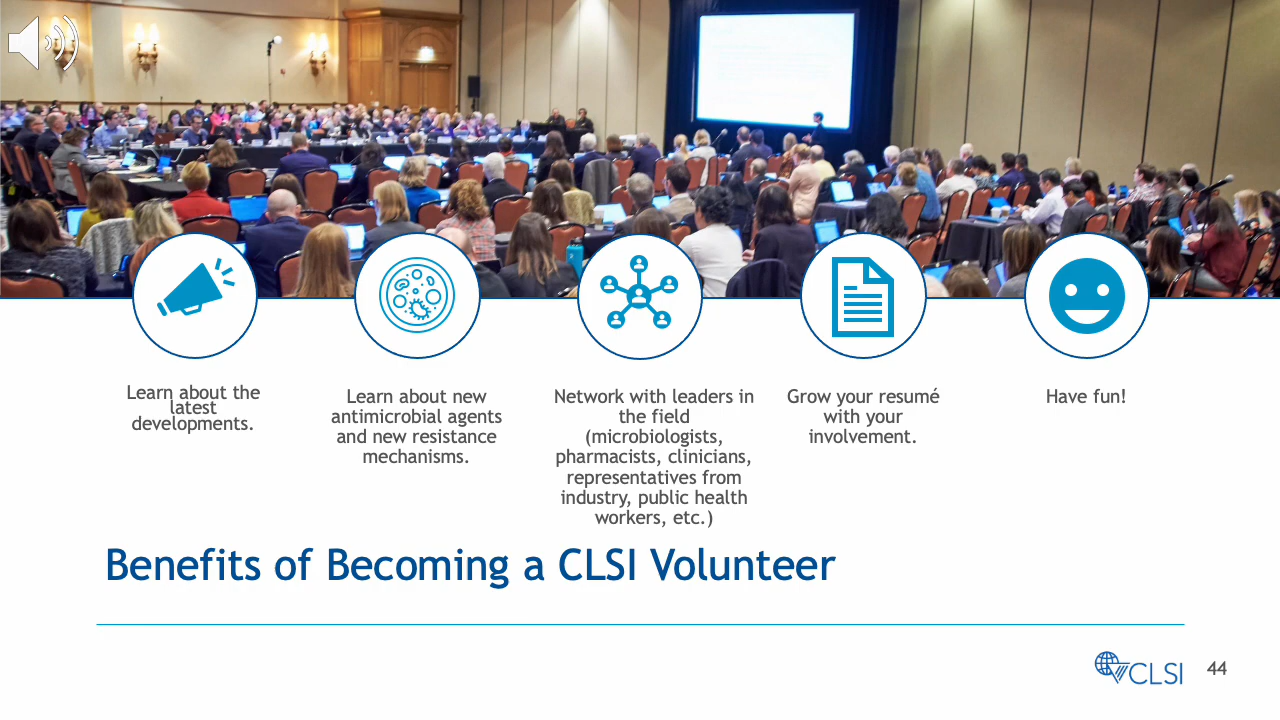 Learn about the
latest
developments.
Learn about new
antimicrobial agents
and new resistance
mechanisms.
Network with leaders in
the field
(microbiologists,
pharmacists, clinicians,
representatives from
industry, public health
workers, etc.)
Grow your resumé
with your
involvement.
Have fun!
Benefits of Becoming a CLSI Volunteer
CLSI
44